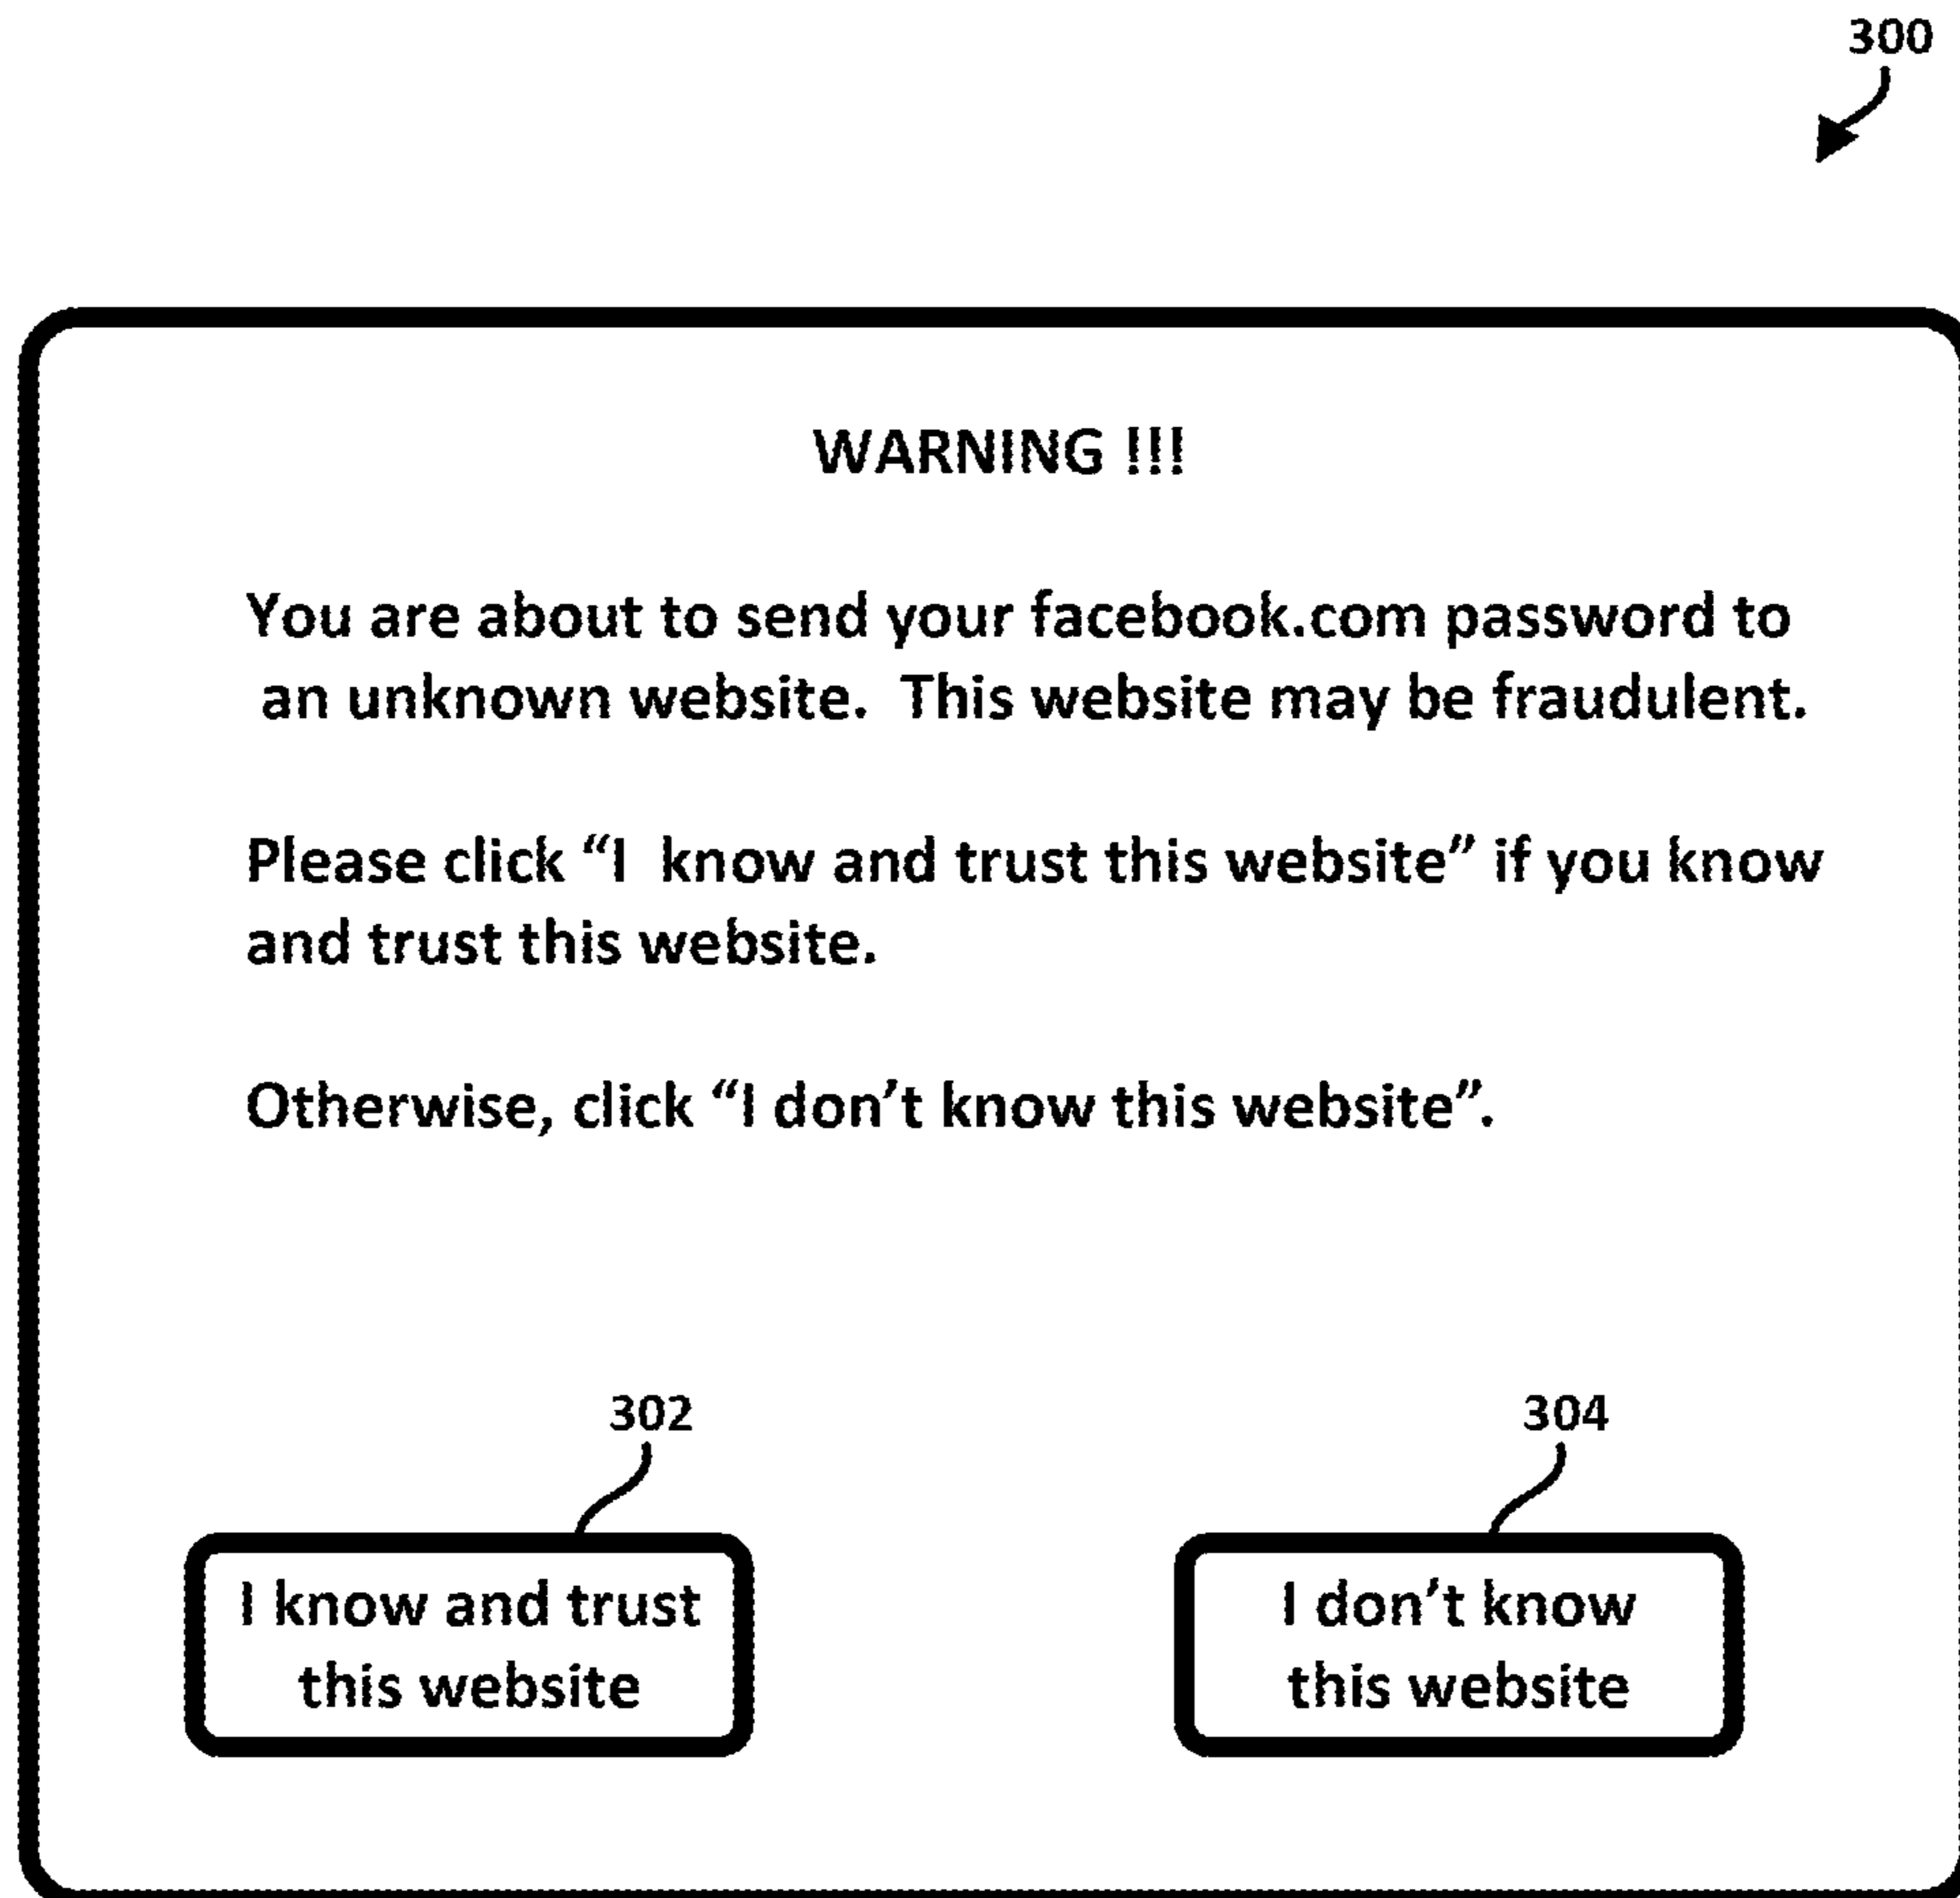 300
WARNING !!!
You are about to send your facebook.com password to
an unknown website.  This website may be fraudulent.
Please click “I  know and trust this website” if you know
and trust this website.
Otherwise, click “I don’t know this website”.
302
304
I know and trust
this website
I don’t know
this website